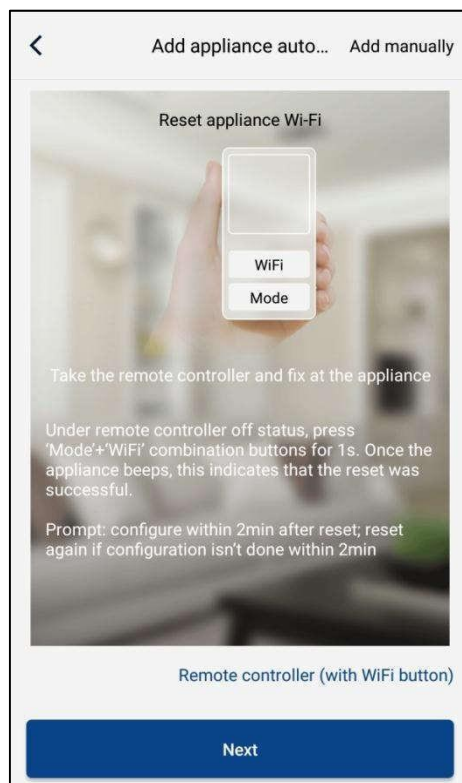 Add appliance auto... Add manually
Reset appliance Wi-Fi
WiFi
Mode
Take the remote controller and fix at the appliance
Under remote controller off status, press
‘Mode’+‘WiFi’ combination buttons for 1s. Once the
appliance beeps, this indicates that the reset was
successful.
Prompt: configure within 2min after reset; reset
again if configuration isn’t done within 2min
Remote controller (with WiFi button)
Next